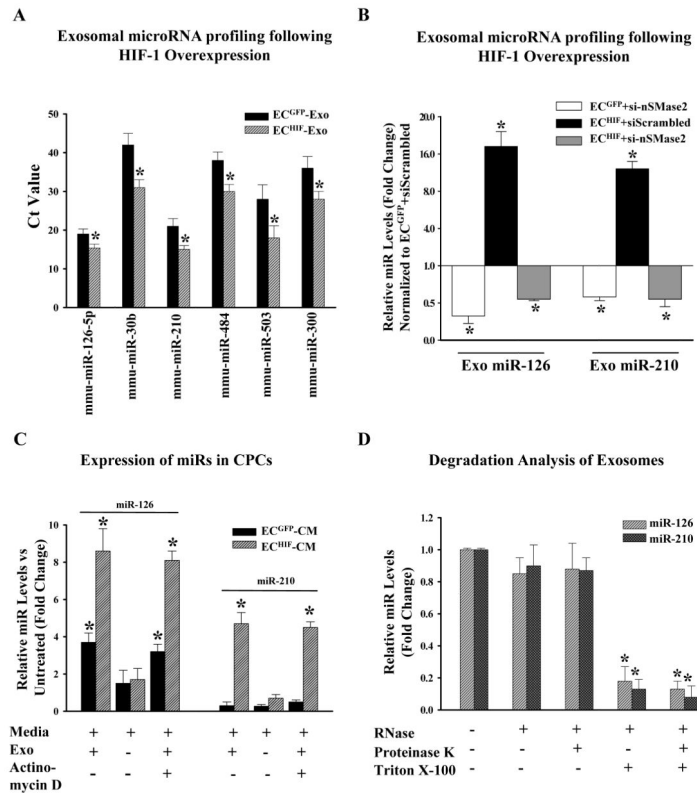 A
Exosomal microRNA profiling following
HIF-1 Overexpression
EC^GFP-Exo
EC^HIF-Exo
Ct Value
50
40
30
20
10
0
*
*
*
*
*
*
mmu-miR-126-5p
mmu-miR-30b
mmu-miR-210
mmu-miR-484
mmu-miR-503
mmu-miR-300
B
Exosomal microRNA profiling following
HIF-1 Overexpression
EC^GFP+si-nSMase2
EC^HIF+siScrambled
EC^HIF+si-nSMase2
Relative miR Levels (Fold Change)
Normalized to EC^GFP+siScrambled
20.0
16.0
8.0
4.0
1.0
0.5
0.0
*
*
*
*
*
*
Exo miR-126
Exo miR-210
C
Expression of miRs in CPCs
miR-126
EC^GFP-CM
EC^HIF-CM
miR-210
Relative miR Levels vs
Untreated (Fold Change)
10
8
6
4
2
0
*
*
*
*
*
*
Media + + + + + +
Exo + - + + - +
Actino-
mycin D - - + - - +
D
Degradation Analysis of Exosomes
miR-126
miR-210
Relative miR Levels
(Fold Change)
1.2
1.0
0.8
0.6
0.4
0.2
0.0
* *
* *
RNase - + + + +
Proteinase K - - + - +
Triton X-100 - - - + +